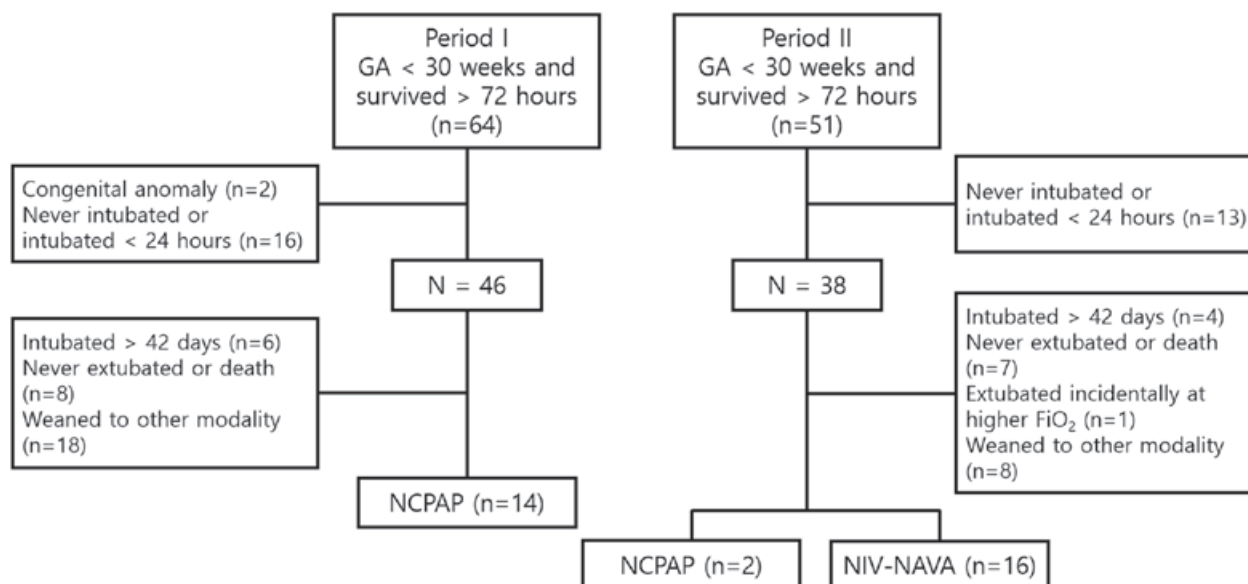 Period I
GA < 30 weeks and
survived > 72 hours
(n=64)
Period II
GA < 30 weeks and
survived > 72 hours
(n=51)
Congenital anomaly (n=2)
Never intubated or
intubated < 24 hours (n=16)
Never intubated or
intubated < 24 hours (n=13)
N = 46
N = 38
Intubated > 42 days (n=6)
Never extubated or death
(n=8)
Weaned to other modality
(n=18)
Intubated > 42 days (n=4)
Never extubated or death
(n=7)
Extubated incidentally at
higher FiO₂ (n=1)
Weaned to other modality
(n=8)
NCPAP (n=14)
NCPAP (n=2)
NIV-NAVA (n=16)